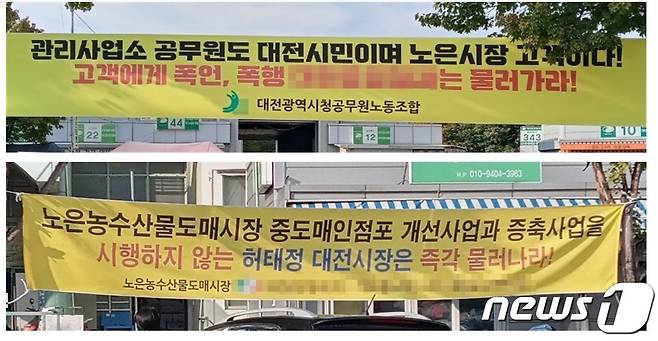 관리사업소 공무원도 대전시민이며 노은시장 고객이다!
고객에게 폭언, 폭행 는 물러가라!
대전광역시청공무원노동조합
22
44
12
343
10
H.P 010-9404-3963
노은농수산물도매시장 중도매인점포 개선사업과 증축사업을
시행하지 않는 허태정 대전시장은 즉각 물러나라!
노은농수산물도매시장
news1